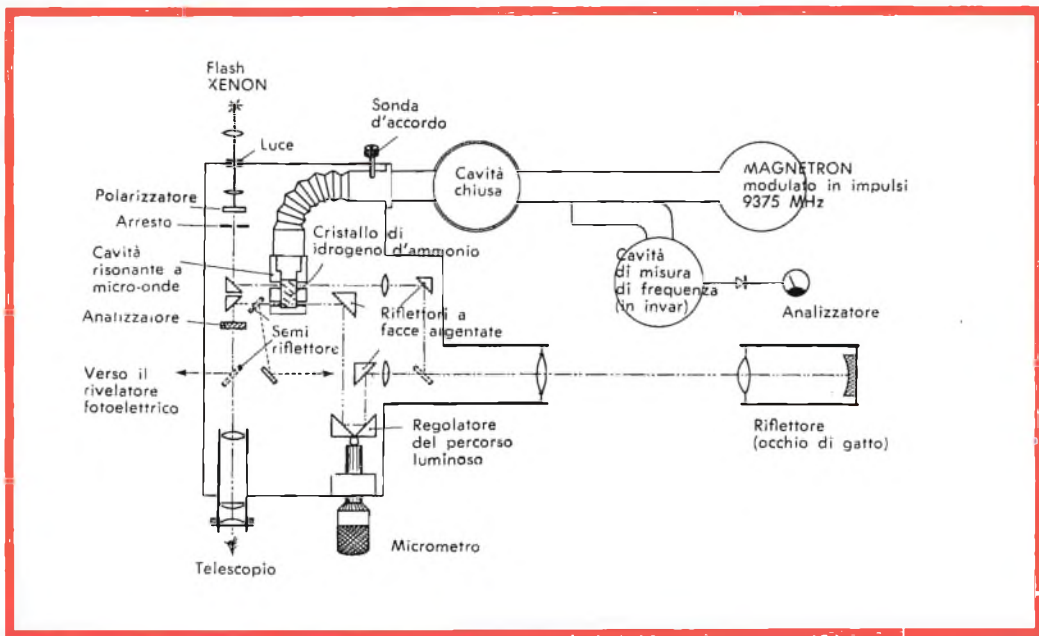 Flash
XENON
Luce
Polarizzatore
Arresto
Cavità
risonante a
micro-onde
Analizzatore
Verso il
rivelatore
fotoelettrico
Telescopio
Sonda
d'accordo
Cavità
chiusa
MAGNETRON
modulato in impulsi
9375 MHz
Cristallo di
idrogeno d'ammonio
Cavità
di misura
di frequenza
(in invar)
Analizzatore
Riflettori a
facce argentate
Semi
riflettore
Regolatore
del percorso
luminoso
Riflettore
(occhio di gatto)
Micrometro